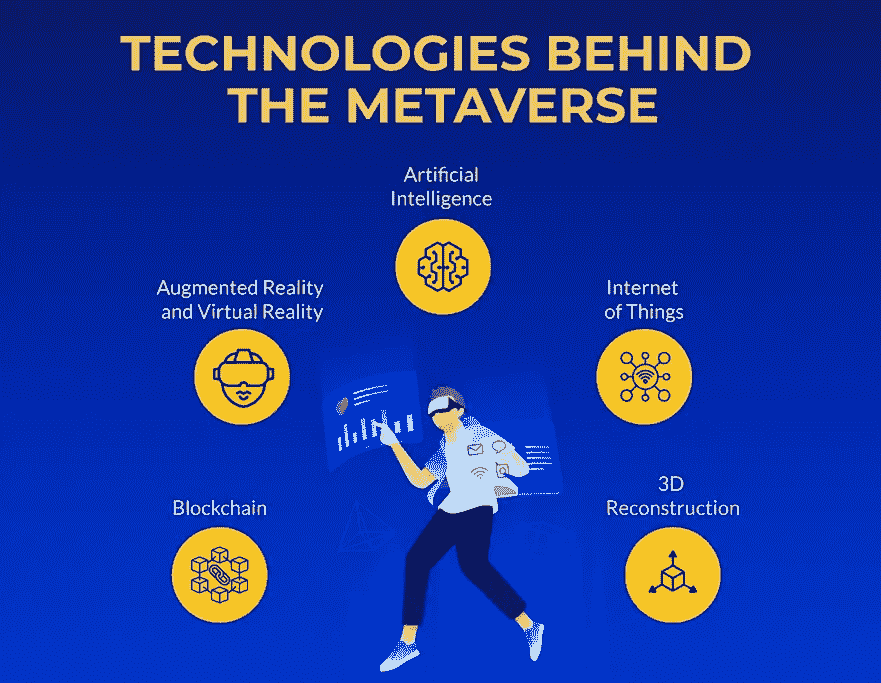 TECHNOLOGIES BEHIND
THE METAVERSE
Artificial
Intelligence
Augmented Reality
and Virtual Reality
Internet
of Things
Blockchain
3D
Reconstruction